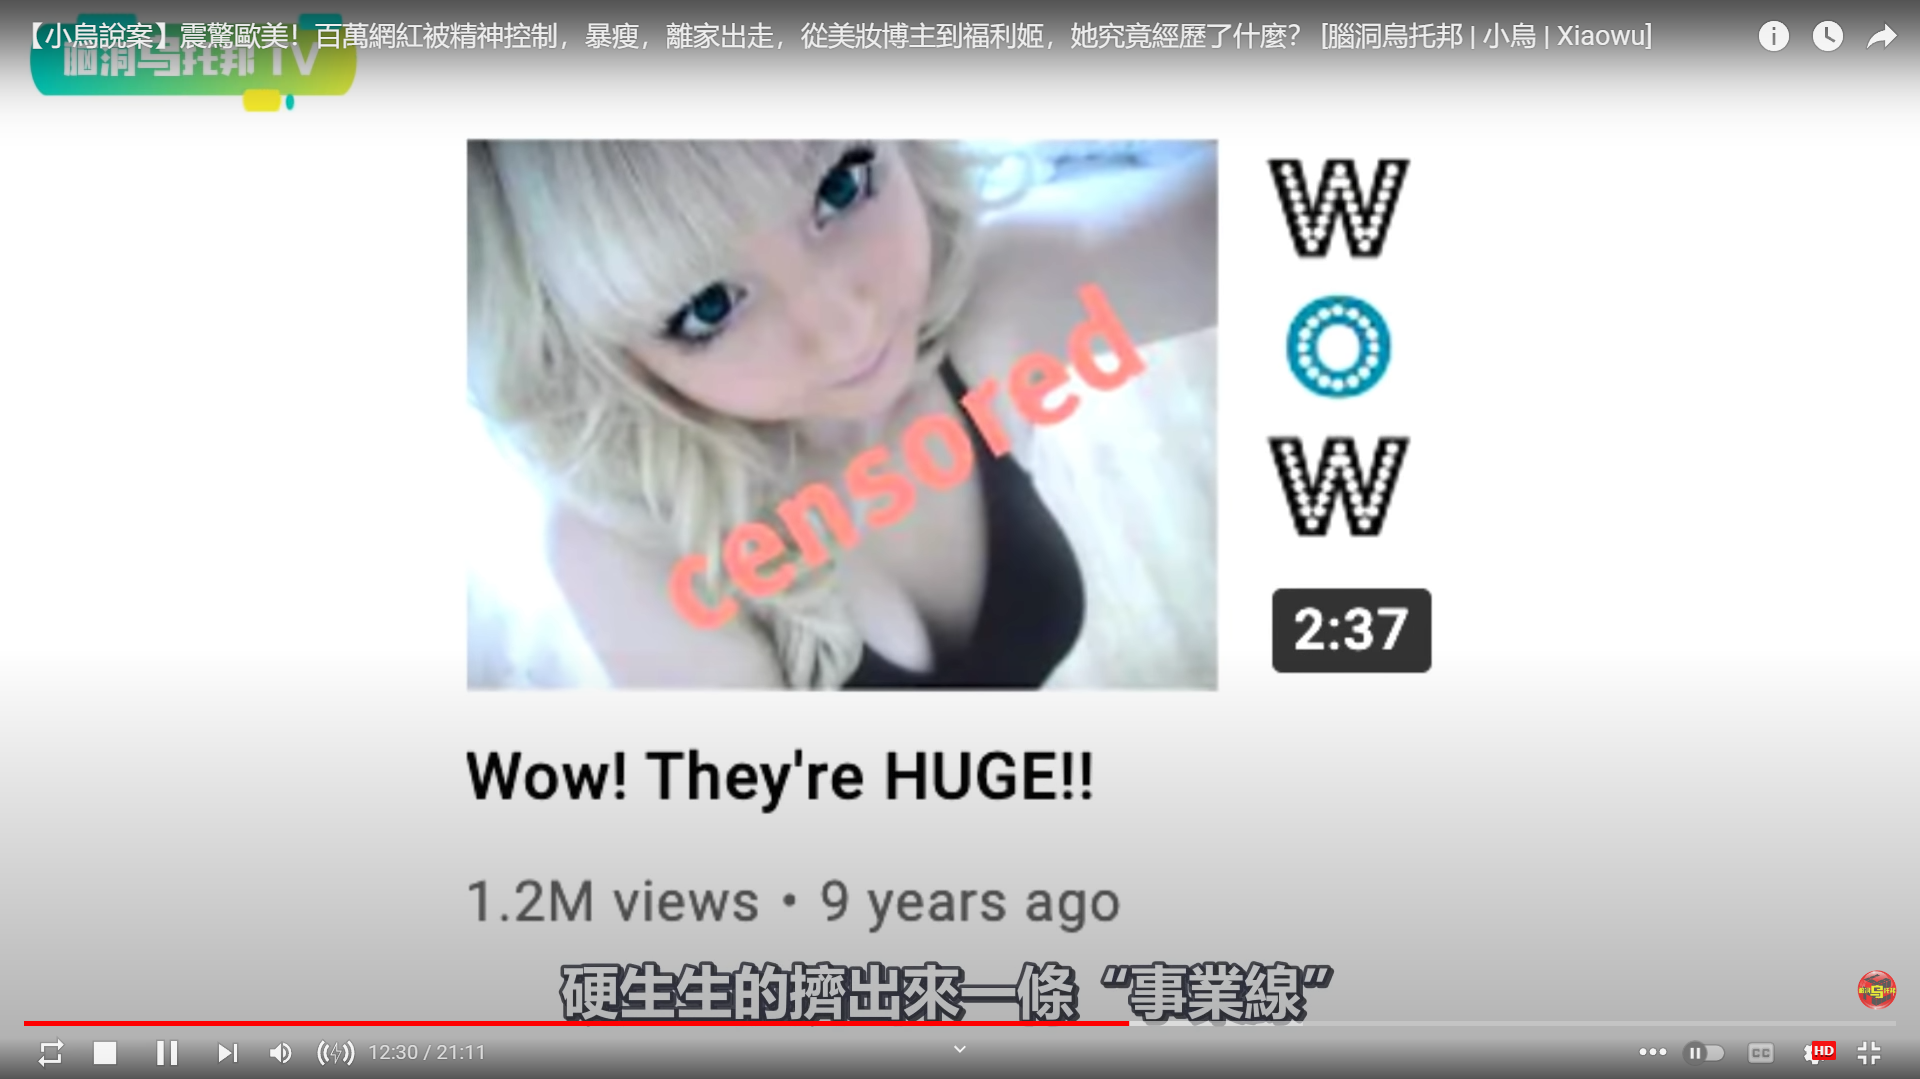 【小烏說案】震驚歐美！百萬網紅被精神控制，暴瘦，離家出走，從美妝博主到福利姬，她究竟經歷了什麼？ [腦洞烏托邦 | 小烏 | Xiaowu]
脑洞乌托邦TV
censored
W
O
W
2:37
Wow! They're HUGE!!
1.2M views • 9 years ago
硬生生的擠出來一條“事業線”
12:30 / 21:11
CC
HD